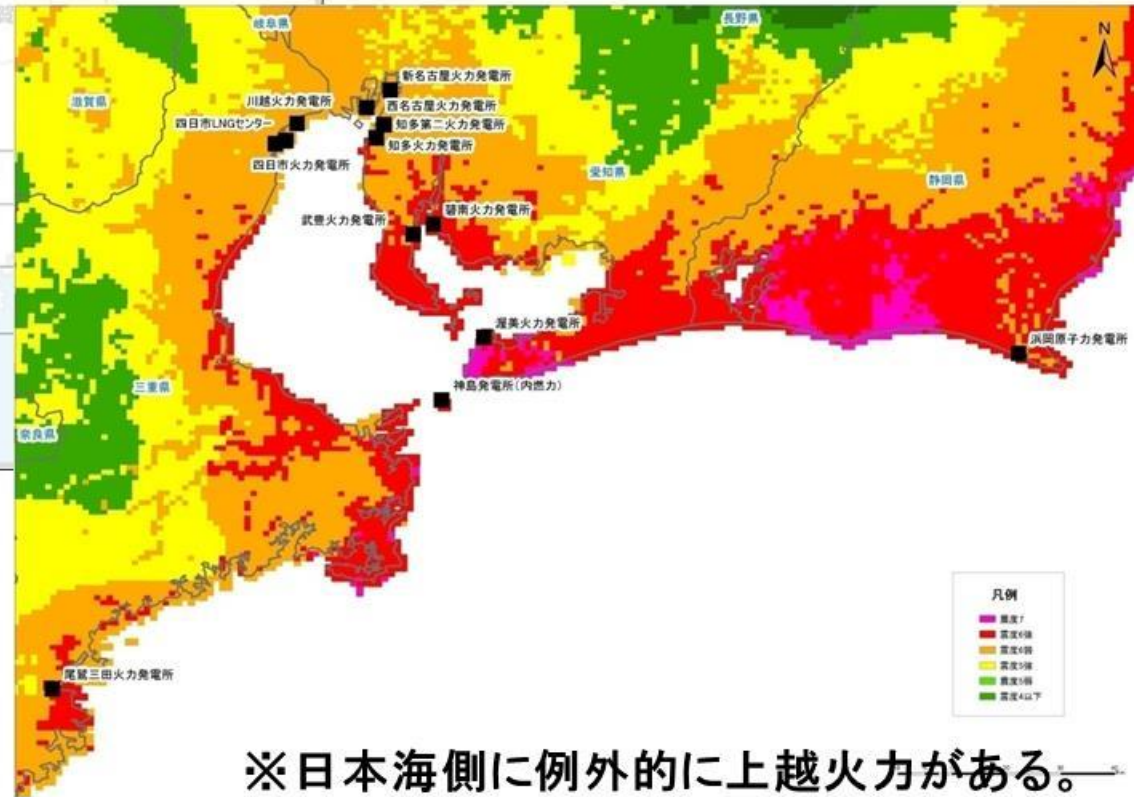 岐阜県
長野県
N
新名古屋火力発電所
滋賀県
川越火力発電所
西名古屋火力発電所
四日市LNGセンター
知多第二火力発電所
知多火力発電所
四日市火力発電所
愛知県
静岡県
碧南火力発電所
武豊火力発電所
渥美火力発電所
浜岡原子力発電所
神島発電所(内燃力)
三重県
奈良県
凡例
震度7
震度6強
震度6弱
震度5強
震度5弱
震度4以下
尾鷲三田火力発電所
※日本海側に例外的に上越火力がある。